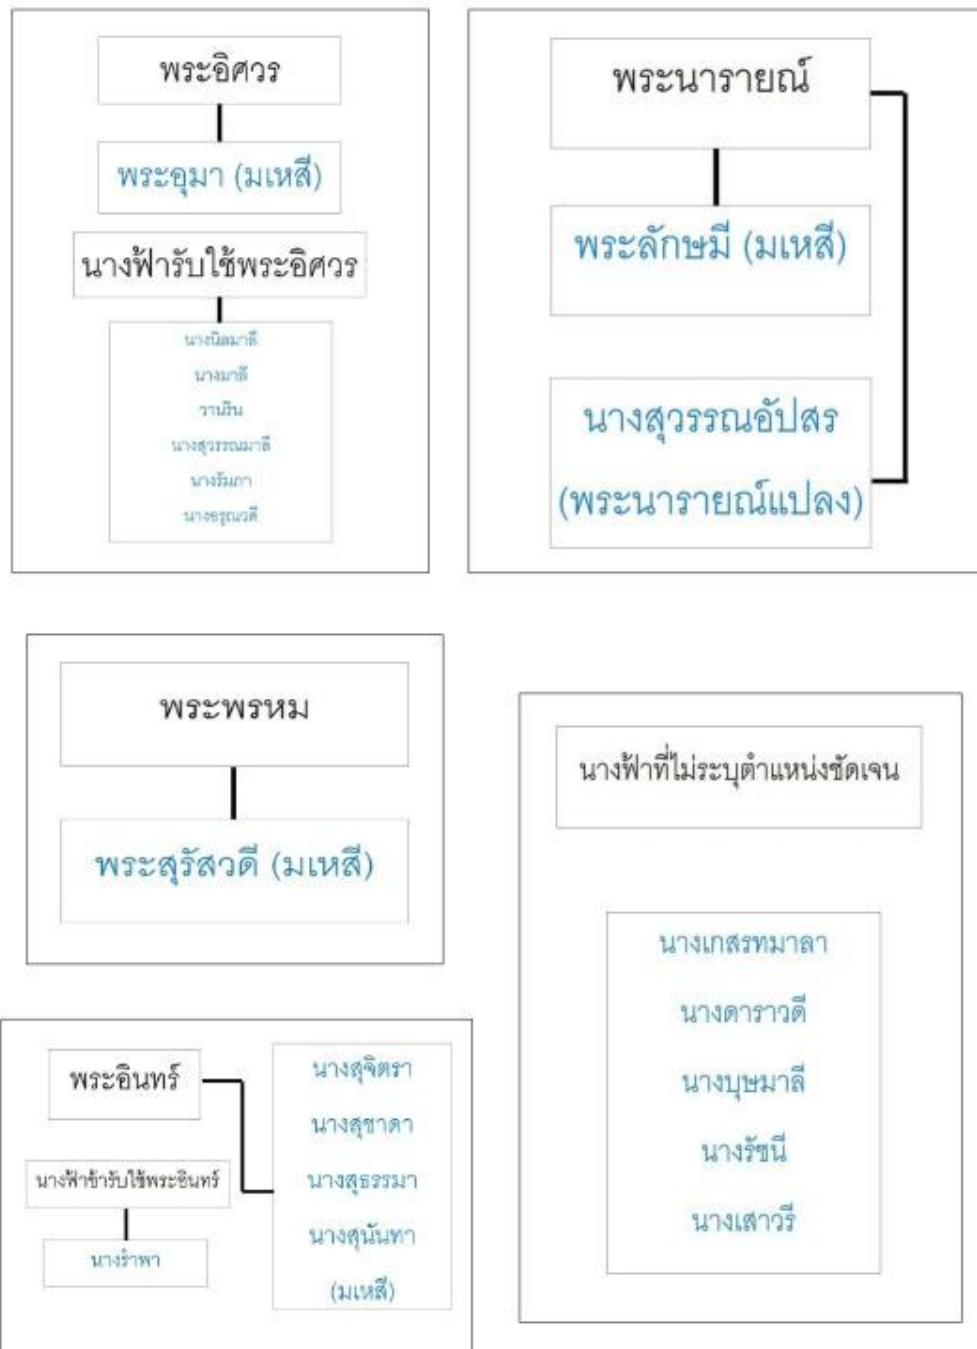 พระอิศวร
พระอุมา (มเหสี)
นางฟ้ารับใช้พระอิศวร
นางนิลมาลี
นางมาลี
วานริน
นางสุวรรณมาลี
นางรัมภา
นางอรุณวดี
พระนารายณ์
พระลักษมี (มเหสี)
นางสุวรรณอัปสร
(พระนารายณ์แปลง)
พระพรหม
พระสุรัสวดี (มเหสี)
นางฟ้าที่ไม่ระบุตำแหน่งชัดเจน
นางเกสรทมาลา
นางดาราวดี
นางบุษมาลี
นางรัชนี
นางเสาวรี
พระอินทร์
นางฟ้าข้ารับใช้พระอินทร์
นางรำพา
นางสุจิตรา
นางสุชาดา
นางสุธรรมา
นางสุนันทา
(มเหสี)